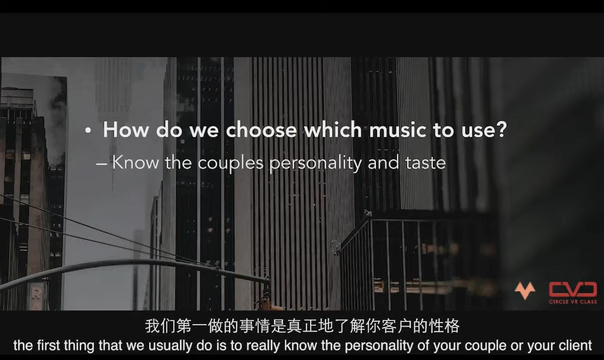 • How do we choose which music to use?
– Know the couples personality and taste
CVC
CIRCLE VR CLASS
我们第一做的事情是真正地了解你客户的性格
the first thing that we usually do is to really know the personality of your couple or your client